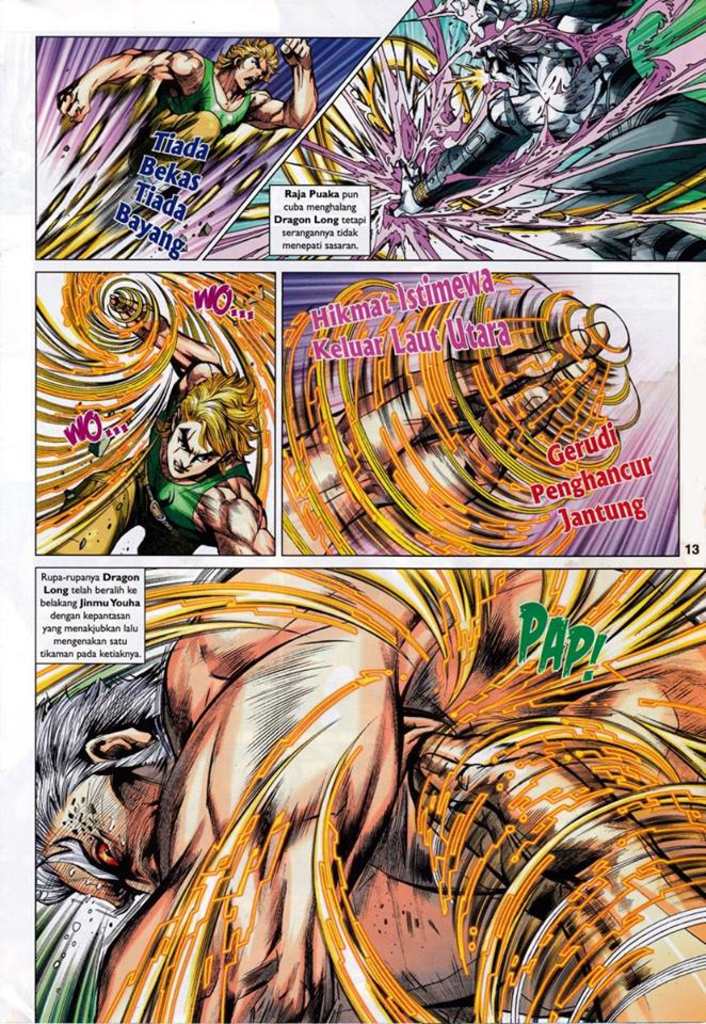 Tiada
Bekas
Tiada
Bayang
Raja Puaka pun
cuba menghalang
Dragon Long tetapi
serangannya tidak
menepati sasaran.
WO...
WO...
Hikmat Istimewa
Keluar Laut Utara
Gerudi
Penghancur
Jantung
13
Rupa-rupanya Dragon
Long telah beralih ke
belakang Jinmu Youha
dengan kepantasan
yang menakjubkan lalu
mengenakan satu
tikaman pada ketiaknya.
PAP!